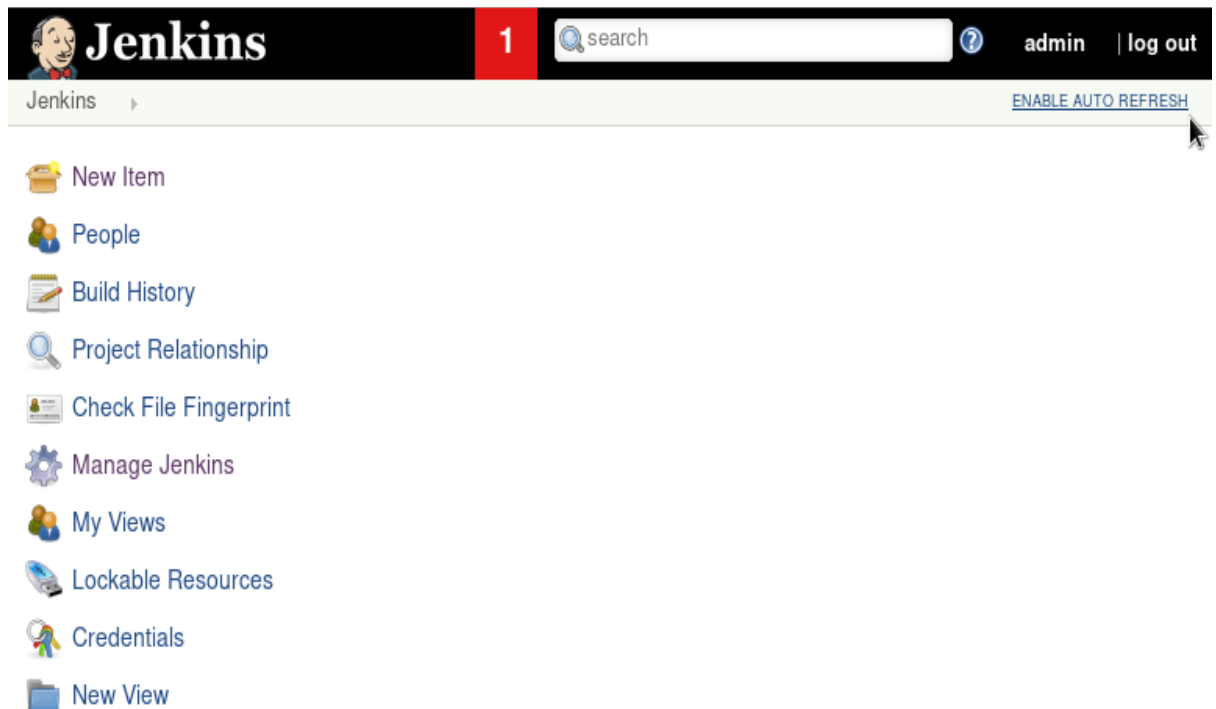 Jenkins 1 search admin | log out
Jenkins ENABLE AUTO REFRESH
New Item
People
Build History
Project Relationship
Check File Fingerprint
Manage Jenkins
My Views
Lockable Resources
Credentials
New View